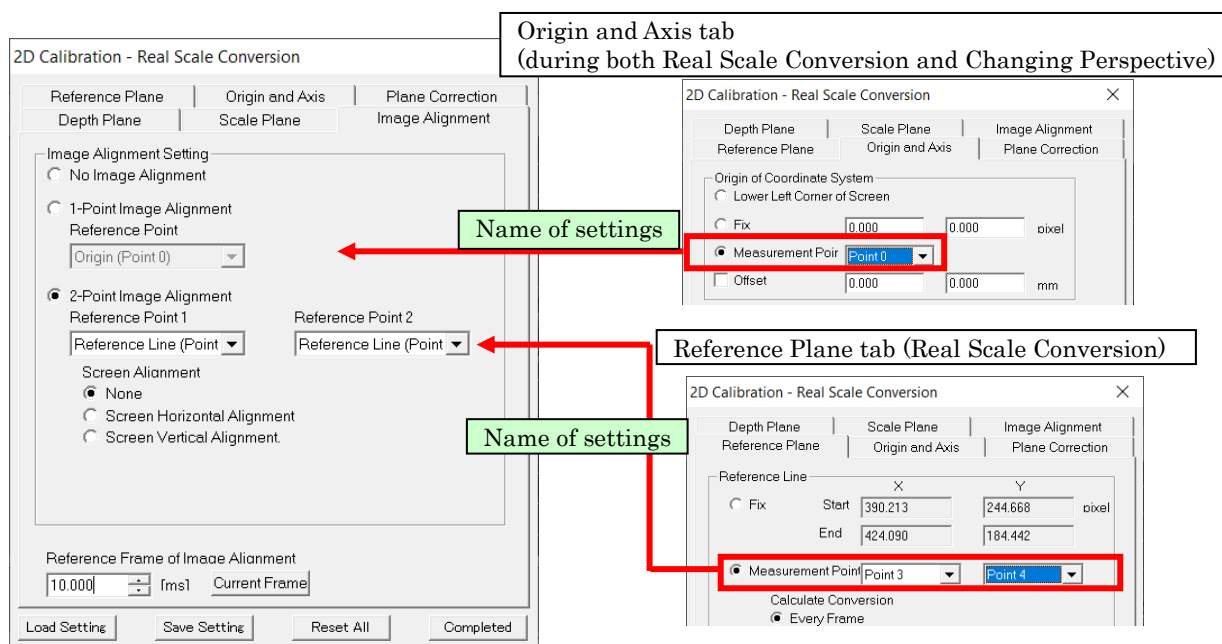 Origin and Axis tab
(during both Real Scale Conversion and Changing Perspective)
2D Calibration - Real Scale Conversion
Reference Plane
Origin and Axis
Plane Correction
Depth Plane
Scale Plane
Image Alignment
Image Alignment Setting
No Image Alignment
1-Point Image Alignment
Reference Point
Origin (Point 0)
2-Point Image Alignment
Reference Point 1
Reference Point 2
Reference Line (Point
Reference Line (Point
Screen Alignment
None
Screen Horizontal Alignment
Screen Vertical Alignment.
Reference Frame of Image Alignment
10.000 [ms] Current Frame
Load Setting
Save Setting
Reset All
Completed
Name of settings
2D Calibration - Real Scale Conversion
Depth Plane
Scale Plane
Image Alignment
Reference Plane
Origin and Axis
Plane Correction
Origin of Coordinate System
Lower Left Corner of Screen
Fix 0.000 0.000 pixel
Measurement Poir Point 0
Offset 0.000 0.000 mm
Reference Plane tab (Real Scale Conversion)
Name of settings
2D Calibration - Real Scale Conversion
Depth Plane
Scale Plane
Image Alignment
Reference Plane
Origin and Axis
Plane Correction
Reference Line
X Y
Fix Start 390.213 244.668 pixel
End 424.090 184.442
Measurement Point Point 3 Point 4
Calculate Conversion
Every Frame